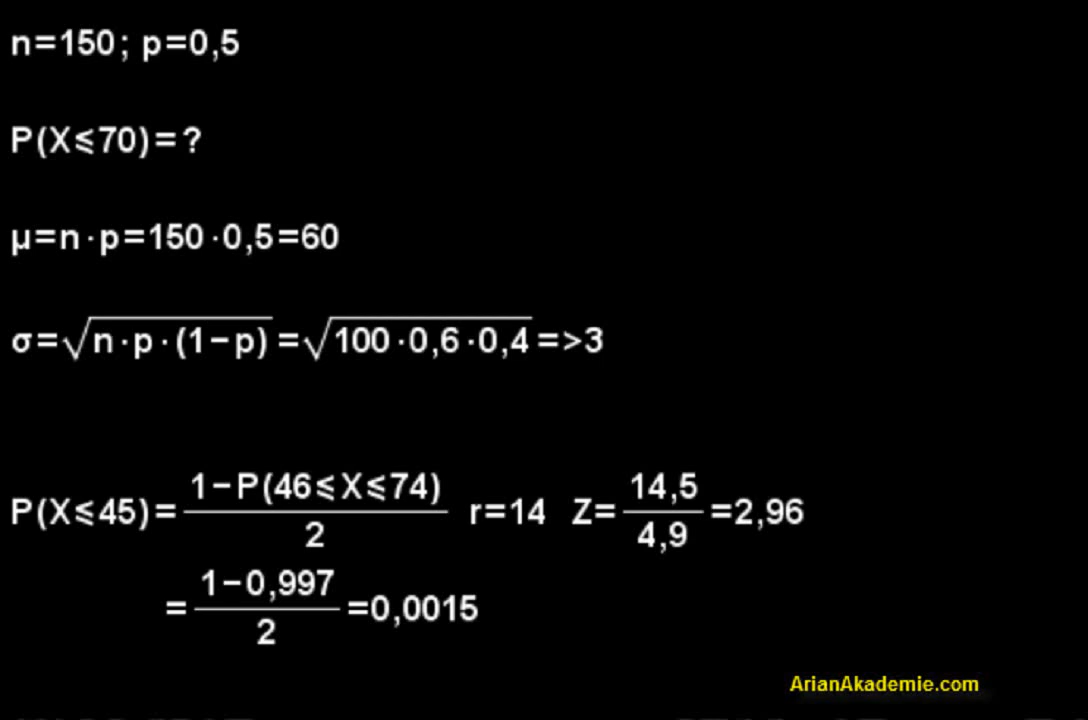 n=150; p=0,5
P(X⩽70)=?
μ=n·p=150·0,5=60
σ=√n·p·(1−p) =√100·0,6·0,4 =>3
P(X⩽45)= 1−P(46⩽X⩽74) / 2 r=14 Z= 14,5 / 4,9 =2,96
= 1−0,997 / 2 =0,0015
ArianAkademie.com